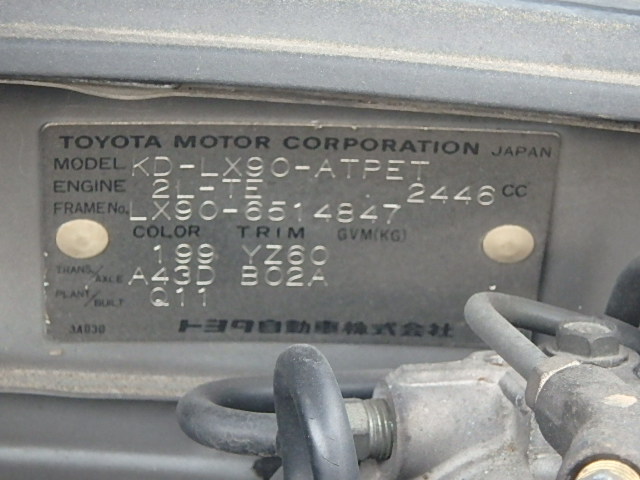 TOYOTA MOTOR CORPORATION JAPAN
MODEL KD-LX90-ATPET
ENGINE 2L-TE 2446 CC
FRAME No. LX90-6514847
COLOR TRIM GVM(KG)
199 YZ60
TRANS/AXLE A43D B02A
PLANT/BUILT Q11
トヨタ自動車株式会社